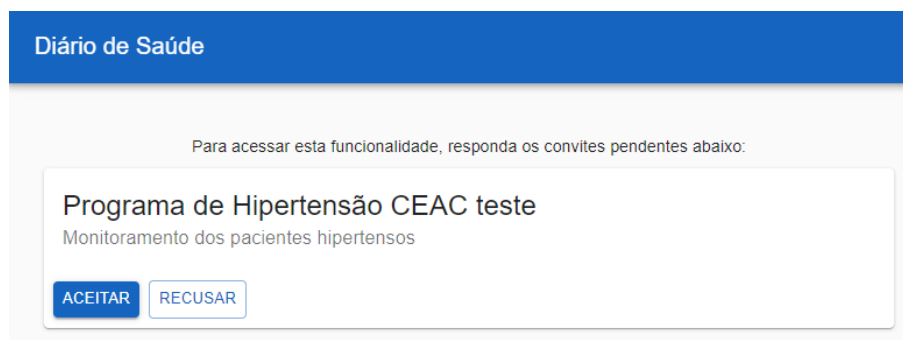 Diário de Saúde
Para acessar esta funcionalidade, responda os convites pendentes abaixo:
Programa de Hipertensão CEAC teste
Monitoramento dos pacientes hipertensos
ACEITAR RECUSAR